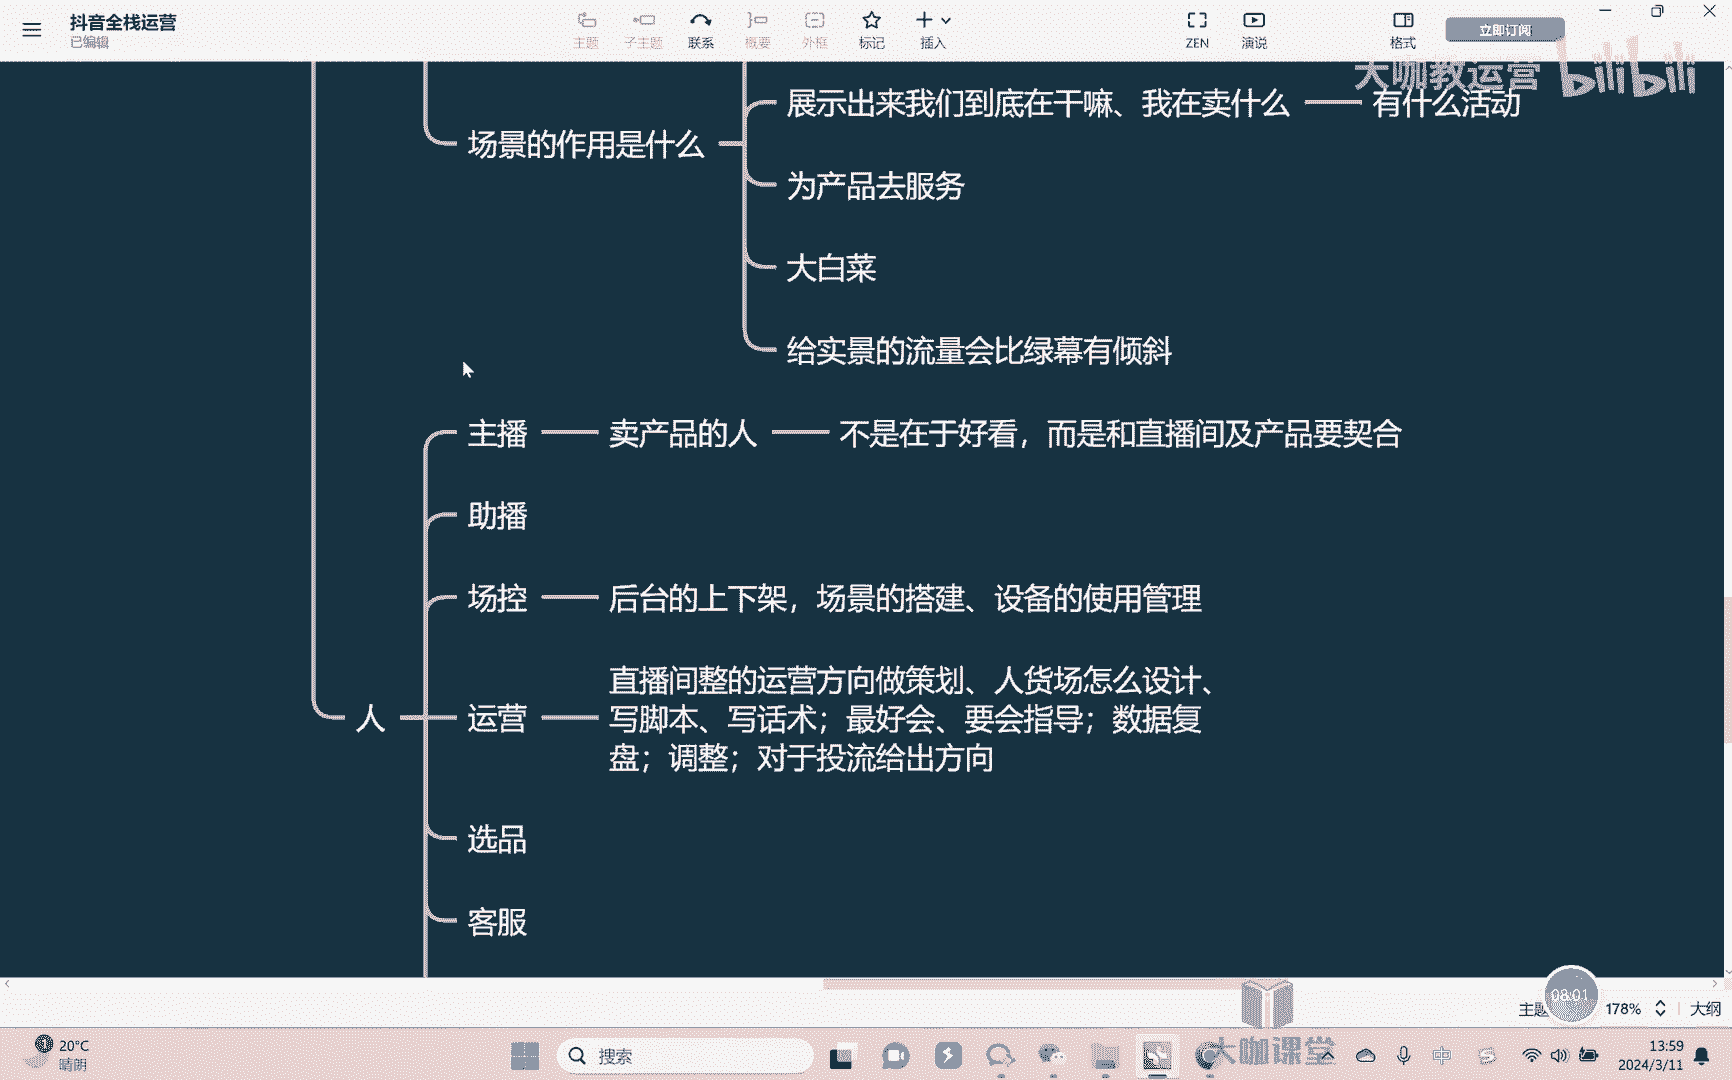 抖音全栈运营
已编辑
主题
子主题
联系
概要
外框
标记
插入
ZEN
演说
格式
立即订阅
大咖教运营 bilibili
展示出来我们到底在干嘛、我在卖什么
有什么活动
场景的作用是什么
为产品去服务
大白菜
给实景的流量会比绿幕有倾斜
主播
卖产品的人
不是在于好看，而是和直播间及产品要契合
助播
场控
后台的上下架，场景的搭建、设备的使用管理
人
运营
直播间整的运营方向做策划、人货场怎么设计、
写脚本、写话术；最好会、要会指导；数据复
盘；调整；对于投流给出方向
选品
客服
主题
08:01
178%
大纲
大咖课堂
1
20°C
晴朗
搜索
中
13:59
2024/3/11